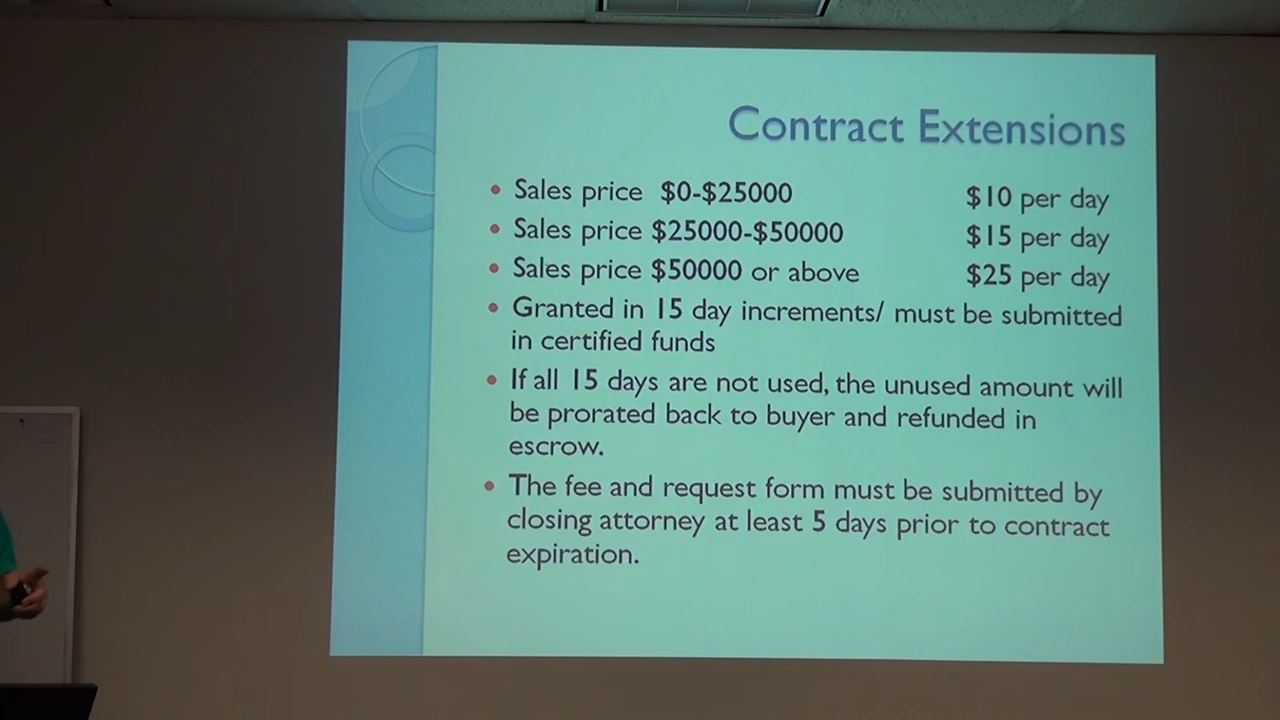 Contract Extensions
• Sales price $0-$25000 $10 per day
• Sales price $25000-$50000 $15 per day
• Sales price $50000 or above $25 per day
• Granted in 15 day increments/ must be submitted
in certified funds
• If all 15 days are not used, the unused amount will
be prorated back to buyer and refunded in
escrow.
• The fee and request form must be submitted by
closing attorney at least 5 days prior to contract
expiration.